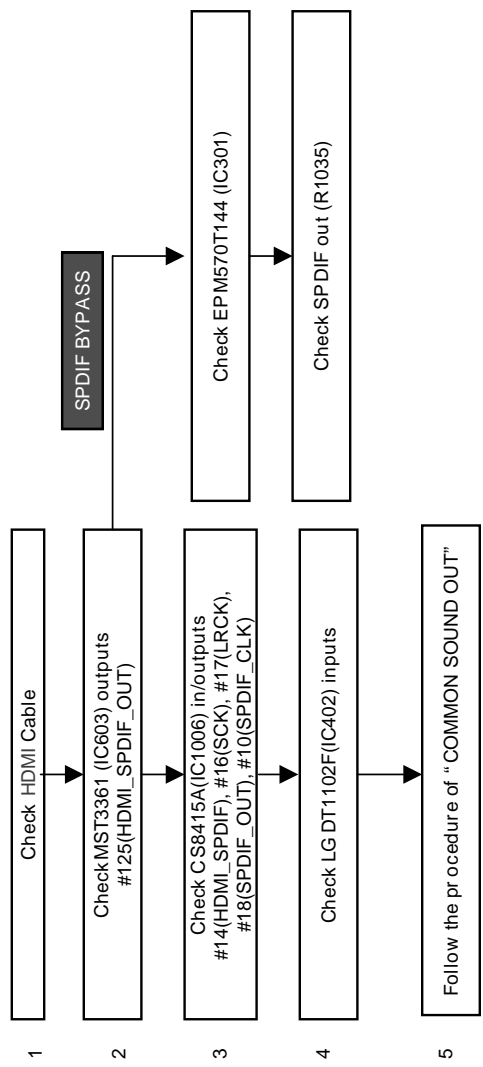 1
Check HDMI Cable
2
Check MST3361 (IC603) outputs
#125(HDMI_SPDIF_OUT)
SPDIF BYPASS
3
Check CS8415A(IC1006) in/outputs
#14(HDMI_SPDIF), #16(SCK), #17(LRCK),
#18(SPDIF_OUT), #10(SPDIF_CLK)
Check EPM570T144 (IC301)
4
Check LG DT1102F(IC402) inputs
Check SPDIF out (R1035)
5
Follow the procedure of “COMMON SOUND OUT”